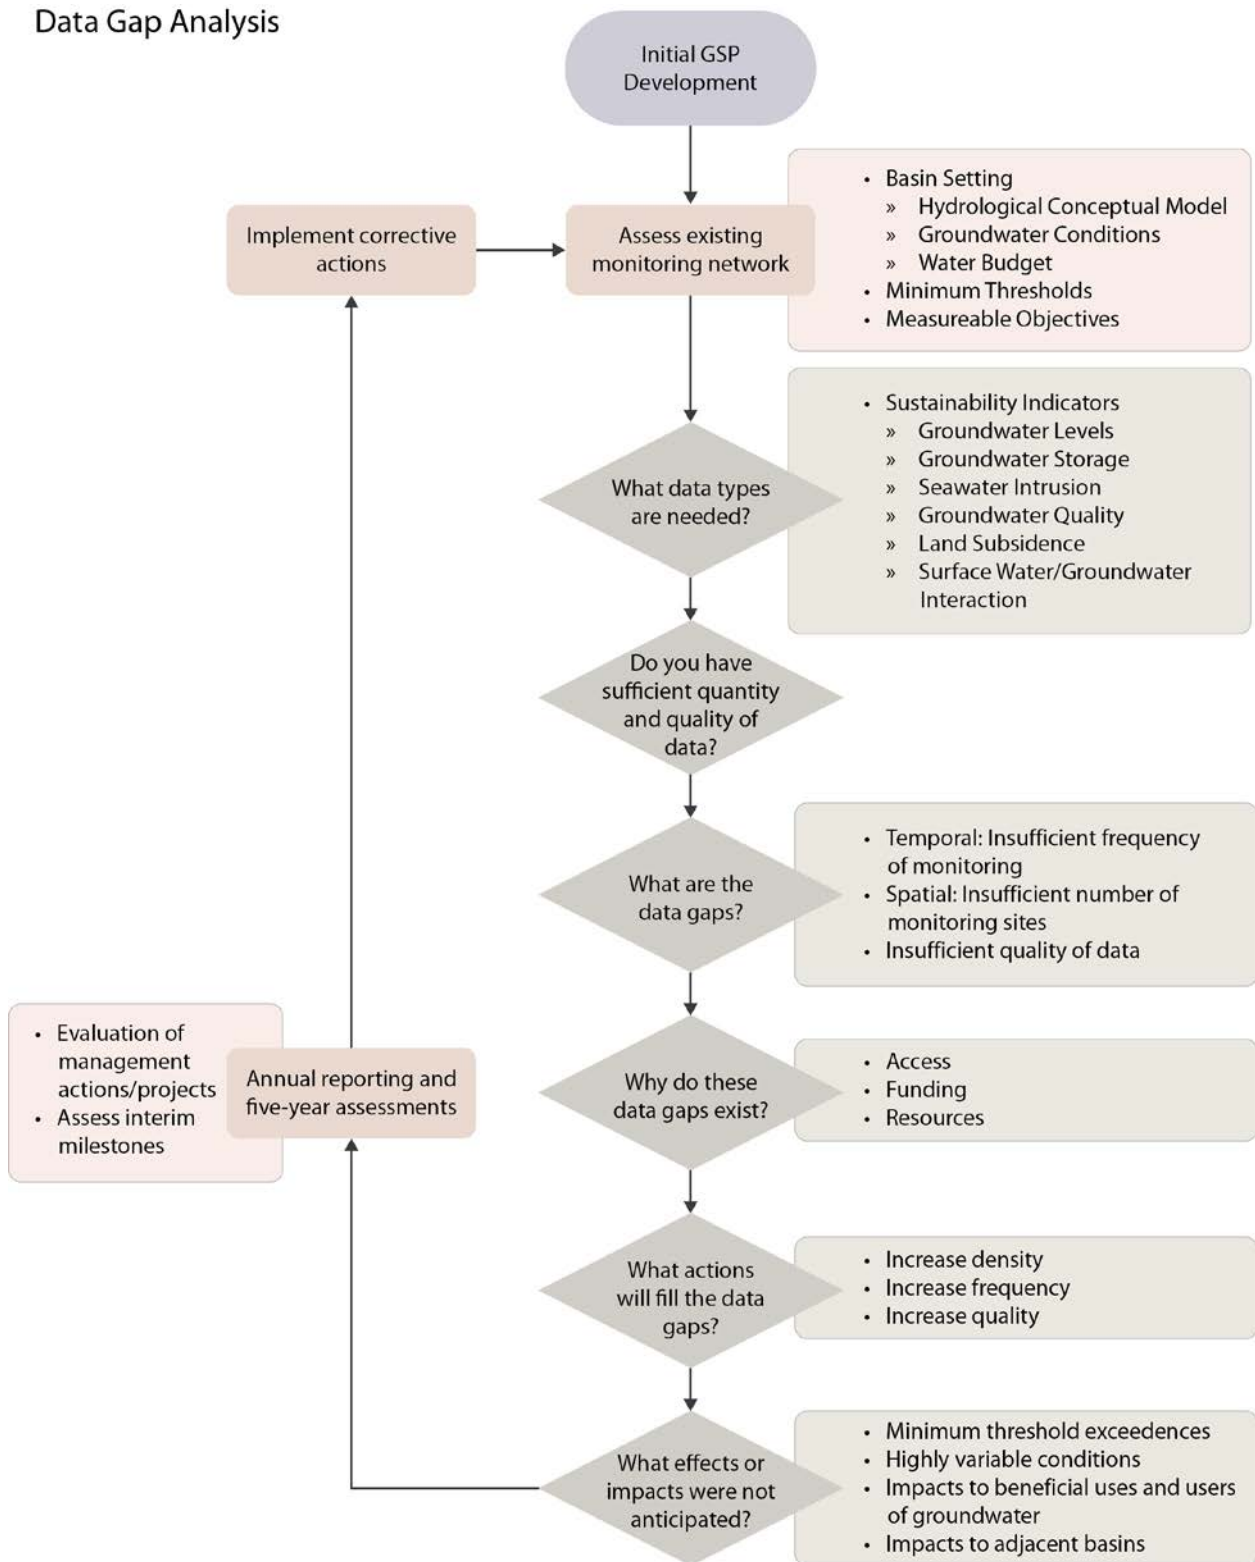 Data Gap Analysis
Initial GSP
Development
Implement corrective
actions
Assess existing
monitoring network
• Basin Setting
» Hydrological Conceptual Model
» Groundwater Conditions
» Water Budget
• Minimum Thresholds
• Measureable Objectives
What data types
are needed?
• Sustainability Indicators
» Groundwater Levels
» Groundwater Storage
» Seawater Intrusion
» Groundwater Quality
» Land Subsidence
» Surface Water/Groundwater
Interaction
Do you have
sufficient quantity
and quality of
data?
What are the
data gaps?
• Temporal: Insufficient frequency
of monitoring
• Spatial: Insufficient number of
monitoring sites
• Insufficient quality of data
• Evaluation of
management
actions/projects
• Assess interim
milestones
Annual reporting and
five-year assessments
Why do these
data gaps exist?
• Access
• Funding
• Resources
What actions
will fill the data
gaps?
• Increase density
• Increase frequency
• Increase quality
What effects or
impacts were not
anticipated?
• Minimum threshold exceedences
• Highly variable conditions
• Impacts to beneficial uses and users
of groundwater
• Impacts to adjacent basins